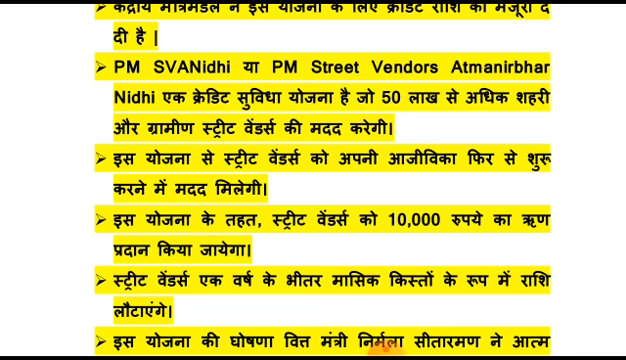 ➢ केंद्रीय मंत्रिमंडल ने इस योजना के लिए क्रेडिट राशि को मंजूरी दे
दी है |
➢ PM SVANidhi या PM Street Vendors Atmanirbhar
Nidhi एक क्रेडिट सुविधा योजना है जो 50 लाख से अधिक शहरी
और ग्रामीण स्ट्रीट वेंडर्स की मदद करेगी।
➢ इस योजना से स्ट्रीट वेंडर्स को अपनी आजीविका फिर से शुरू
करने में मदद मिलेगी।
➢ इस योजना के तहत, स्ट्रीट वेंडर्स को 10,000 रुपये का ऋण
प्रदान किया जायेगा।
➢ स्ट्रीट वेंडर्स एक वर्ष के भीतर मासिक किस्तों के रूप में राशि
लौटाएंगे।
➢ इस योजना की घोषणा वित्त मंत्री निर्मला सीतारमण ने आत्म